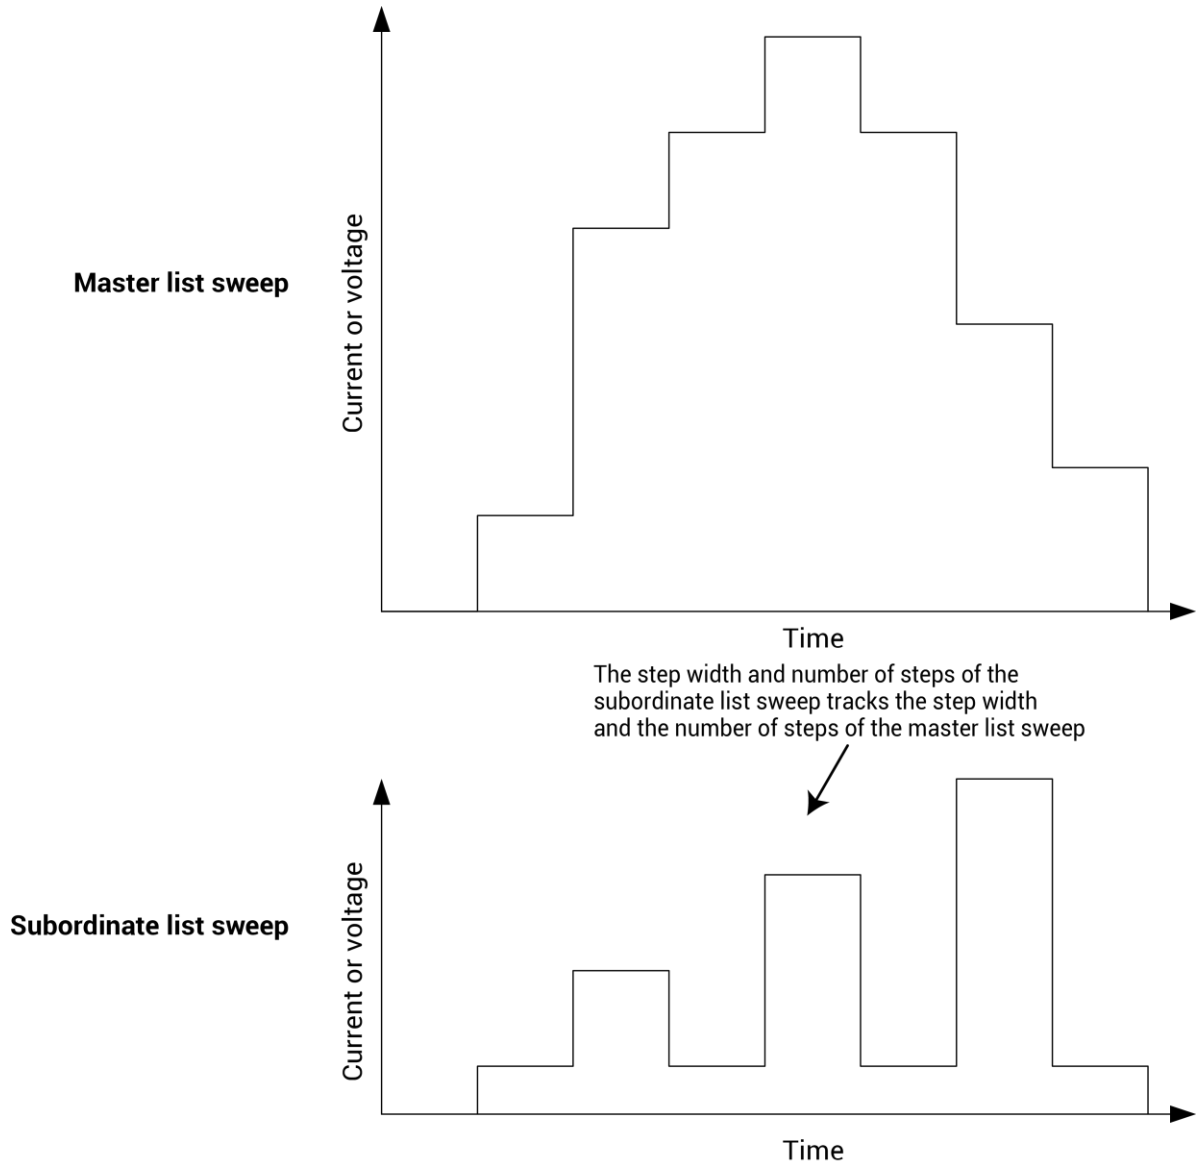 Master list sweep
Current or voltage
Time
The step width and number of steps of the
subordinate list sweep tracks the step width
and the number of steps of the master list sweep
Subordinate list sweep
Current or voltage
Time